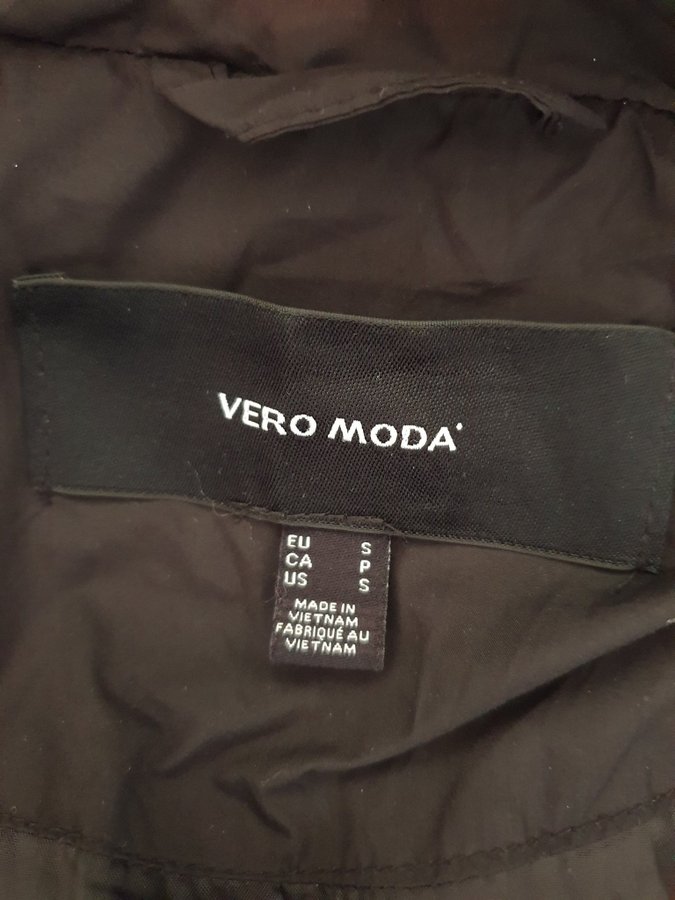 VERO MODA
EU S
CA P
US S
MADE IN
VIETNAM
FABRIQUÉ AU
VIETNAM